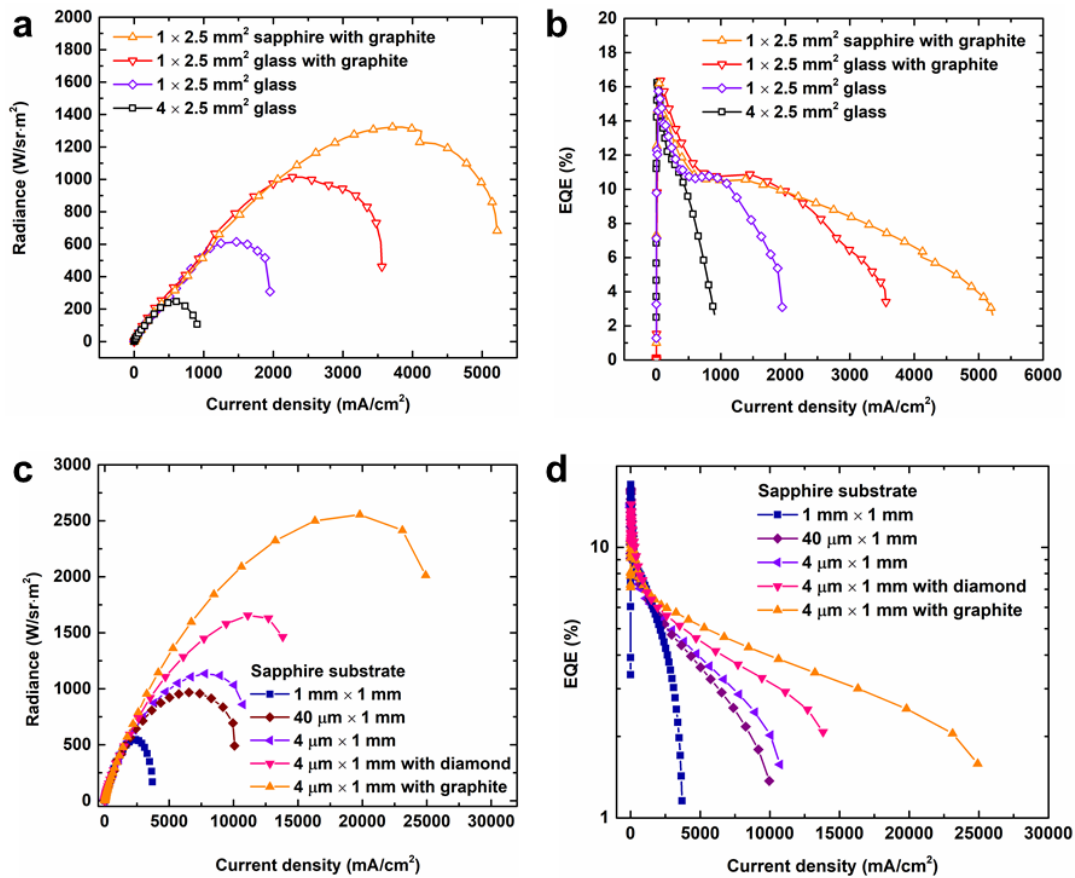 a
2000
1800
1600
1400
1200
1000
800
600
400
200
0
Radiance (W/sr·m²)
1 × 2.5 mm² sapphire with graphite
1 × 2.5 mm² glass with graphite
1 × 2.5 mm² glass
4 × 2.5 mm² glass
0 1000 2000 3000 4000 5000
Current density (mA/cm²)
b
20
18
16
14
12
10
8
6
4
2
0
EQE (%)
1 × 2.5 mm² sapphire with graphite
1 × 2.5 mm² glass with graphite
1 × 2.5 mm² glass
4 × 2.5 mm² glass
0 1000 2000 3000 4000 5000 6000
Current density (mA/cm²)
c
3000
2500
2000
1500
1000
500
0
Radiance (W/sr·m²)
Sapphire substrate
1 mm × 1 mm
40 μm × 1 mm
4 μm × 1 mm
4 μm × 1 mm with diamond
4 μm × 1 mm with graphite
0 5000 10000 15000 20000 25000 30000
Current density (mA/cm²)
d
10
1
EQE (%)
Sapphire substrate
1 mm × 1 mm
40 μm × 1 mm
4 μm × 1 mm
4 μm × 1 mm with diamond
4 μm × 1 mm with graphite
0 5000 10000 15000 20000 25000 30000
Current density (mA/cm²)